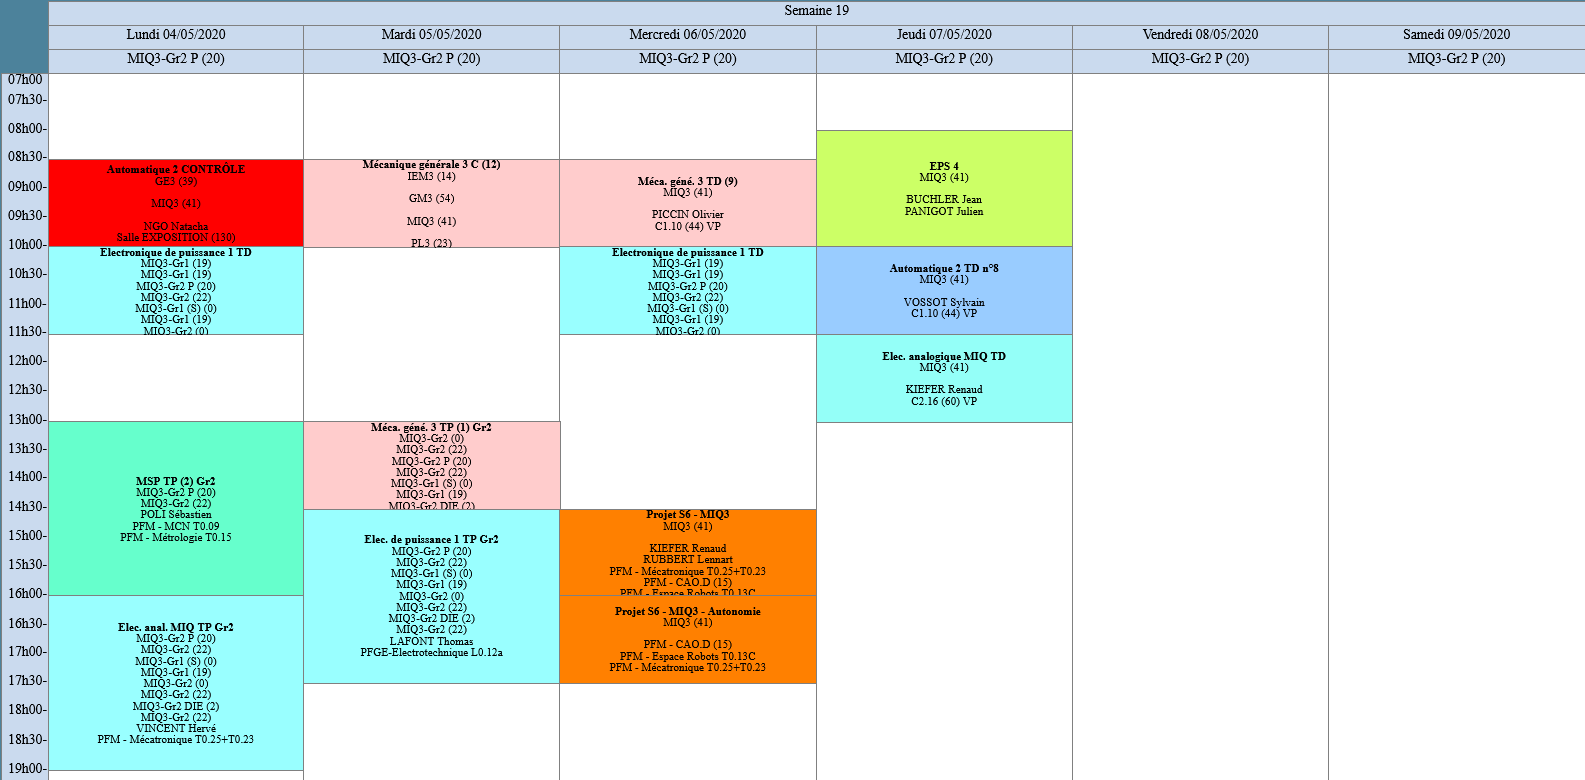 Semaine 19
Lundi 04/05/2020
Mardi 05/05/2020
Mercredi 06/05/2020
Jeudi 07/05/2020
Vendredi 08/05/2020
Samedi 09/05/2020
MIQ3-Gr2 P (20)
MIQ3-Gr2 P (20)
MIQ3-Gr2 P (20)
MIQ3-Gr2 P (20)
MIQ3-Gr2 P (20)
MIQ3-Gr2 P (20)
07h00
07h30-
08h00-
08h30-
09h00-
09h30-
10h00-
10h30-
11h00-
11h30-
12h00-
12h30-
13h00-
13h30-
14h00-
14h30-
15h00-
15h30-
16h00-
16h30-
17h00-
17h30-
18h00-
18h30-
19h00-
Automatique 2 CONTRÔLE
GE3 (39)
MIQ3 (41)
NGO Natacha
Salle EXPOSITION (130)
Electronique de puissance 1 TD
MIQ3-Gr1 (19)
MIQ3-Gr1 (19)
MIQ3-Gr2 P (20)
MIQ3-Gr2 (22)
MIQ3-Gr1 (S) (0)
MIQ3-Gr1 (19)
MIQ3-Gr2 (0)
MSP TP (2) Gr2
MIQ3-Gr2 P (20)
MIQ3-Gr2 (22)
POLI Sébastien
PFM - MCN T0.09
PFM - Métrologie T0.15
Elec. anal. MIQ TP Gr2
MIQ3-Gr2 P (20)
MIQ3-Gr2 (22)
MIQ3-Gr1 (S) (0)
MIQ3-Gr1 (19)
MIQ3-Gr2 (0)
MIQ3-Gr2 (22)
MIQ3-Gr2 DIE (2)
MIQ3-Gr2 (22)
VINCENT Hervé
PFM - Mécatronique T0.25+T0.23
Mécanique générale 3 C (12)
IEM3 (14)
GM3 (54)
MIQ3 (41)
PL3 (23)
Méca. géné. 3 TP (1) Gr2
MIQ3-Gr2 (0)
MIQ3-Gr2 (22)
MIQ3-Gr2 P (20)
MIQ3-Gr2 (22)
MIQ3-Gr1 (S) (0)
MIQ3-Gr1 (19)
MIQ3-Gr2 DIE (2)
Elec. de puissance 1 TP Gr2
MIQ3-Gr2 P (20)
MIQ3-Gr2 (22)
MIQ3-Gr1 (S) (0)
MIQ3-Gr1 (19)
MIQ3-Gr2 (0)
MIQ3-Gr2 (22)
MIQ3-Gr2 DIE (2)
MIQ3-Gr2 (22)
LAFONT Thomas
PFGE-Electrotechnique L0.12a
Méca. géné. 3 TD (9)
MIQ3 (41)
PICCIN Olivier
C1.10 (44) VP
Electronique de puissance 1 TD
MIQ3-Gr1 (19)
MIQ3-Gr1 (19)
MIQ3-Gr2 P (20)
MIQ3-Gr2 (22)
MIQ3-Gr1 (S) (0)
MIQ3-Gr1 (19)
MIQ3-Gr2 (0)
Projet S6 - MIQ3
MIQ3 (41)
KIEFER Renaud
RUBBERT Lennart
PFM - Mécatronique T0.25+T0.23
PFM - CAO.D (15)
PFM - Espace Robots T0.13C
Projet S6 - MIQ3 - Autonomie
MIQ3 (41)
PFM - CAO.D (15)
PFM - Espace Robots T0.13C
PFM - Mécatronique T0.25+T0.23
EPS 4
MIQ3 (41)
BUCHLER Jean
PANIGOT Julien
Automatique 2 TD n°8
MIQ3 (41)
VOSSOT Sylvain
C1.10 (44) VP
Elec. analogique MIQ TD
MIQ3 (41)
KIEFER Renaud
C2.16 (60) VP